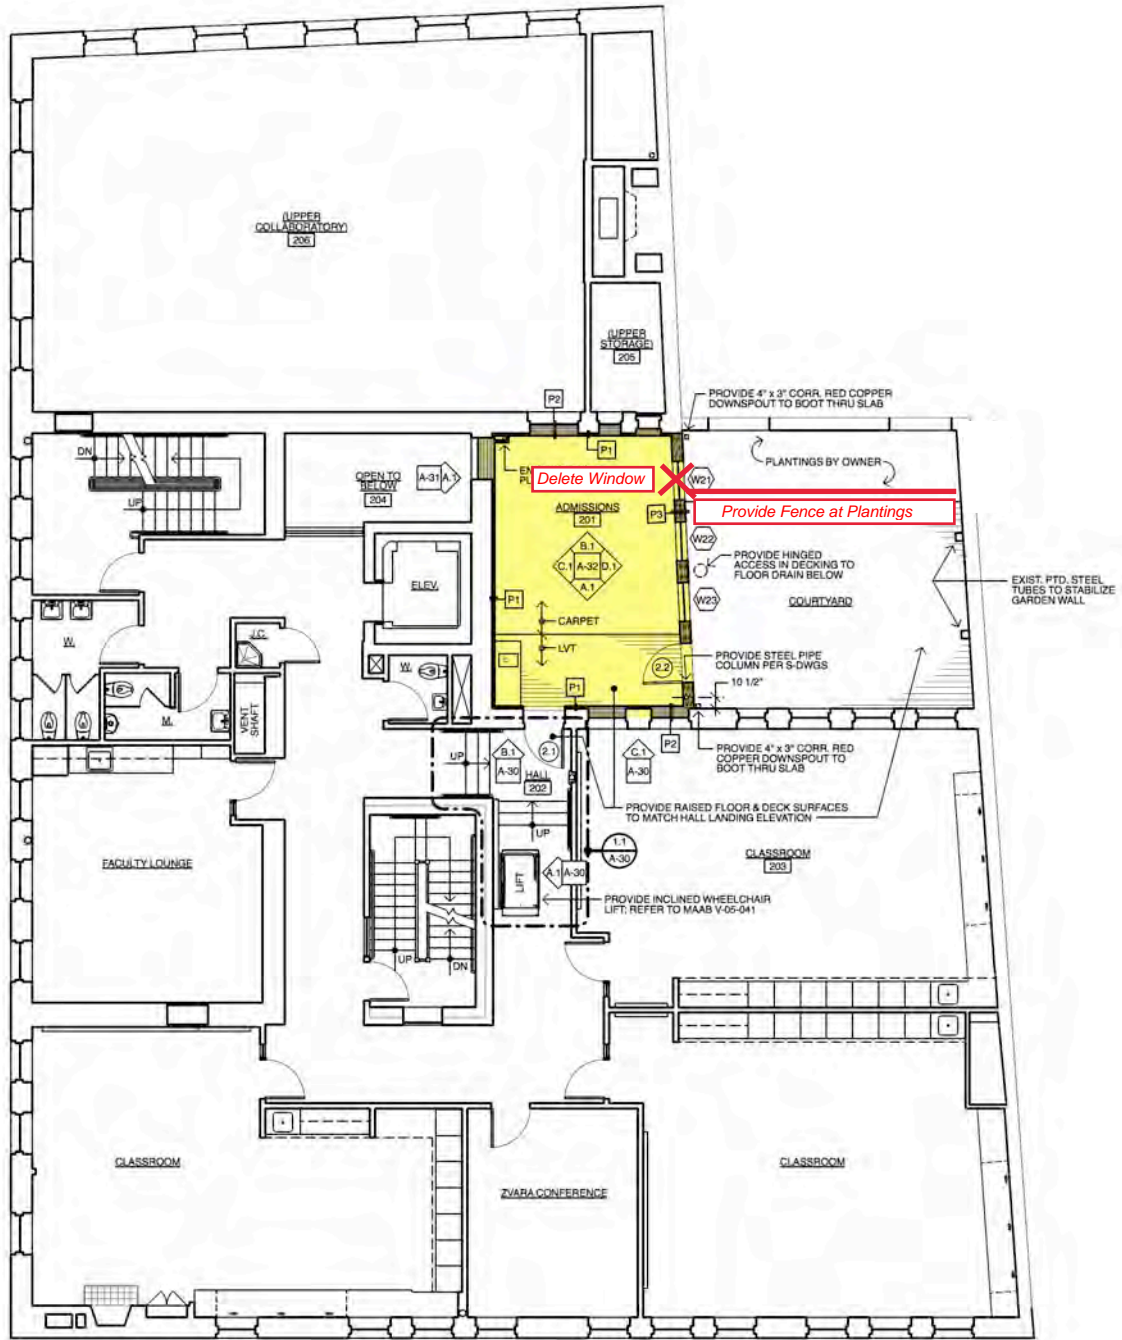 (UPPER
COLLABORATORY)
206
(UPPER
STORAGE)
205
P2
PROVIDE 4" x 3" CORR. RED COPPER
DOWNSPOUT TO BOOT THRU SLAB
DN
UP
OPEN TO
BELOW
204
A-31
A.1
P1
PLANTINGS BY OWNER
Delete Window
W21
ADMISSIONS
201
P3
Provide Fence at Plantings
W22
B.1
C.1
A-32
D.1
A.1
PROVIDE HINGED
ACCESS IN DECKING TO
FLOOR DRAIN BELOW
ELEV.
EXIST. PTD. STEEL
TUBES TO STABILIZE
GARDEN WALL
P1
W23
COURTYARD
CARPET
W.
J.C.
LVT
PROVIDE STEEL PIPE
COLUMN PER S-DWGS
W.
2.2
10 1/2"
P1
M.
VENT
SHAFT
P2
UP
B.1
A-30
2.1
C.1
A-30
PROVIDE 4" x 3" CORR. RED
COPPER DOWNSPOUT TO
BOOT THRU SLAB
HALL
202
PROVIDE RAISED FLOOR & DECK SURFACES
TO MATCH HALL LANDING ELEVATION
UP
1.1
A-30
FACULTY LOUNGE
CLASSROOM
203
LIFT
A.1
A-30
PROVIDE INCLINED WHEELCHAIR
LIFT; REFER TO MAAB V-05-041
UP
DN
CLASSROOM
CLASSROOM
ZVARA CONFERENCE